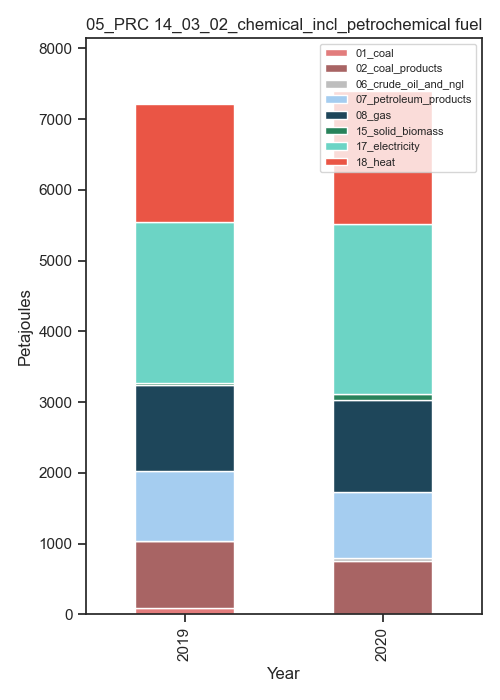 05_PRC 14_03_02_chemical_incl_petrochemical fuel
01_coal
02_coal_products
06_crude_oil_and_ngl
07_petroleum_products
08_gas
15_solid_biomass
17_electricity
18_heat
8000
7000
6000
5000
4000
3000
2000
1000
0
Petajoules
2019
2020
Year